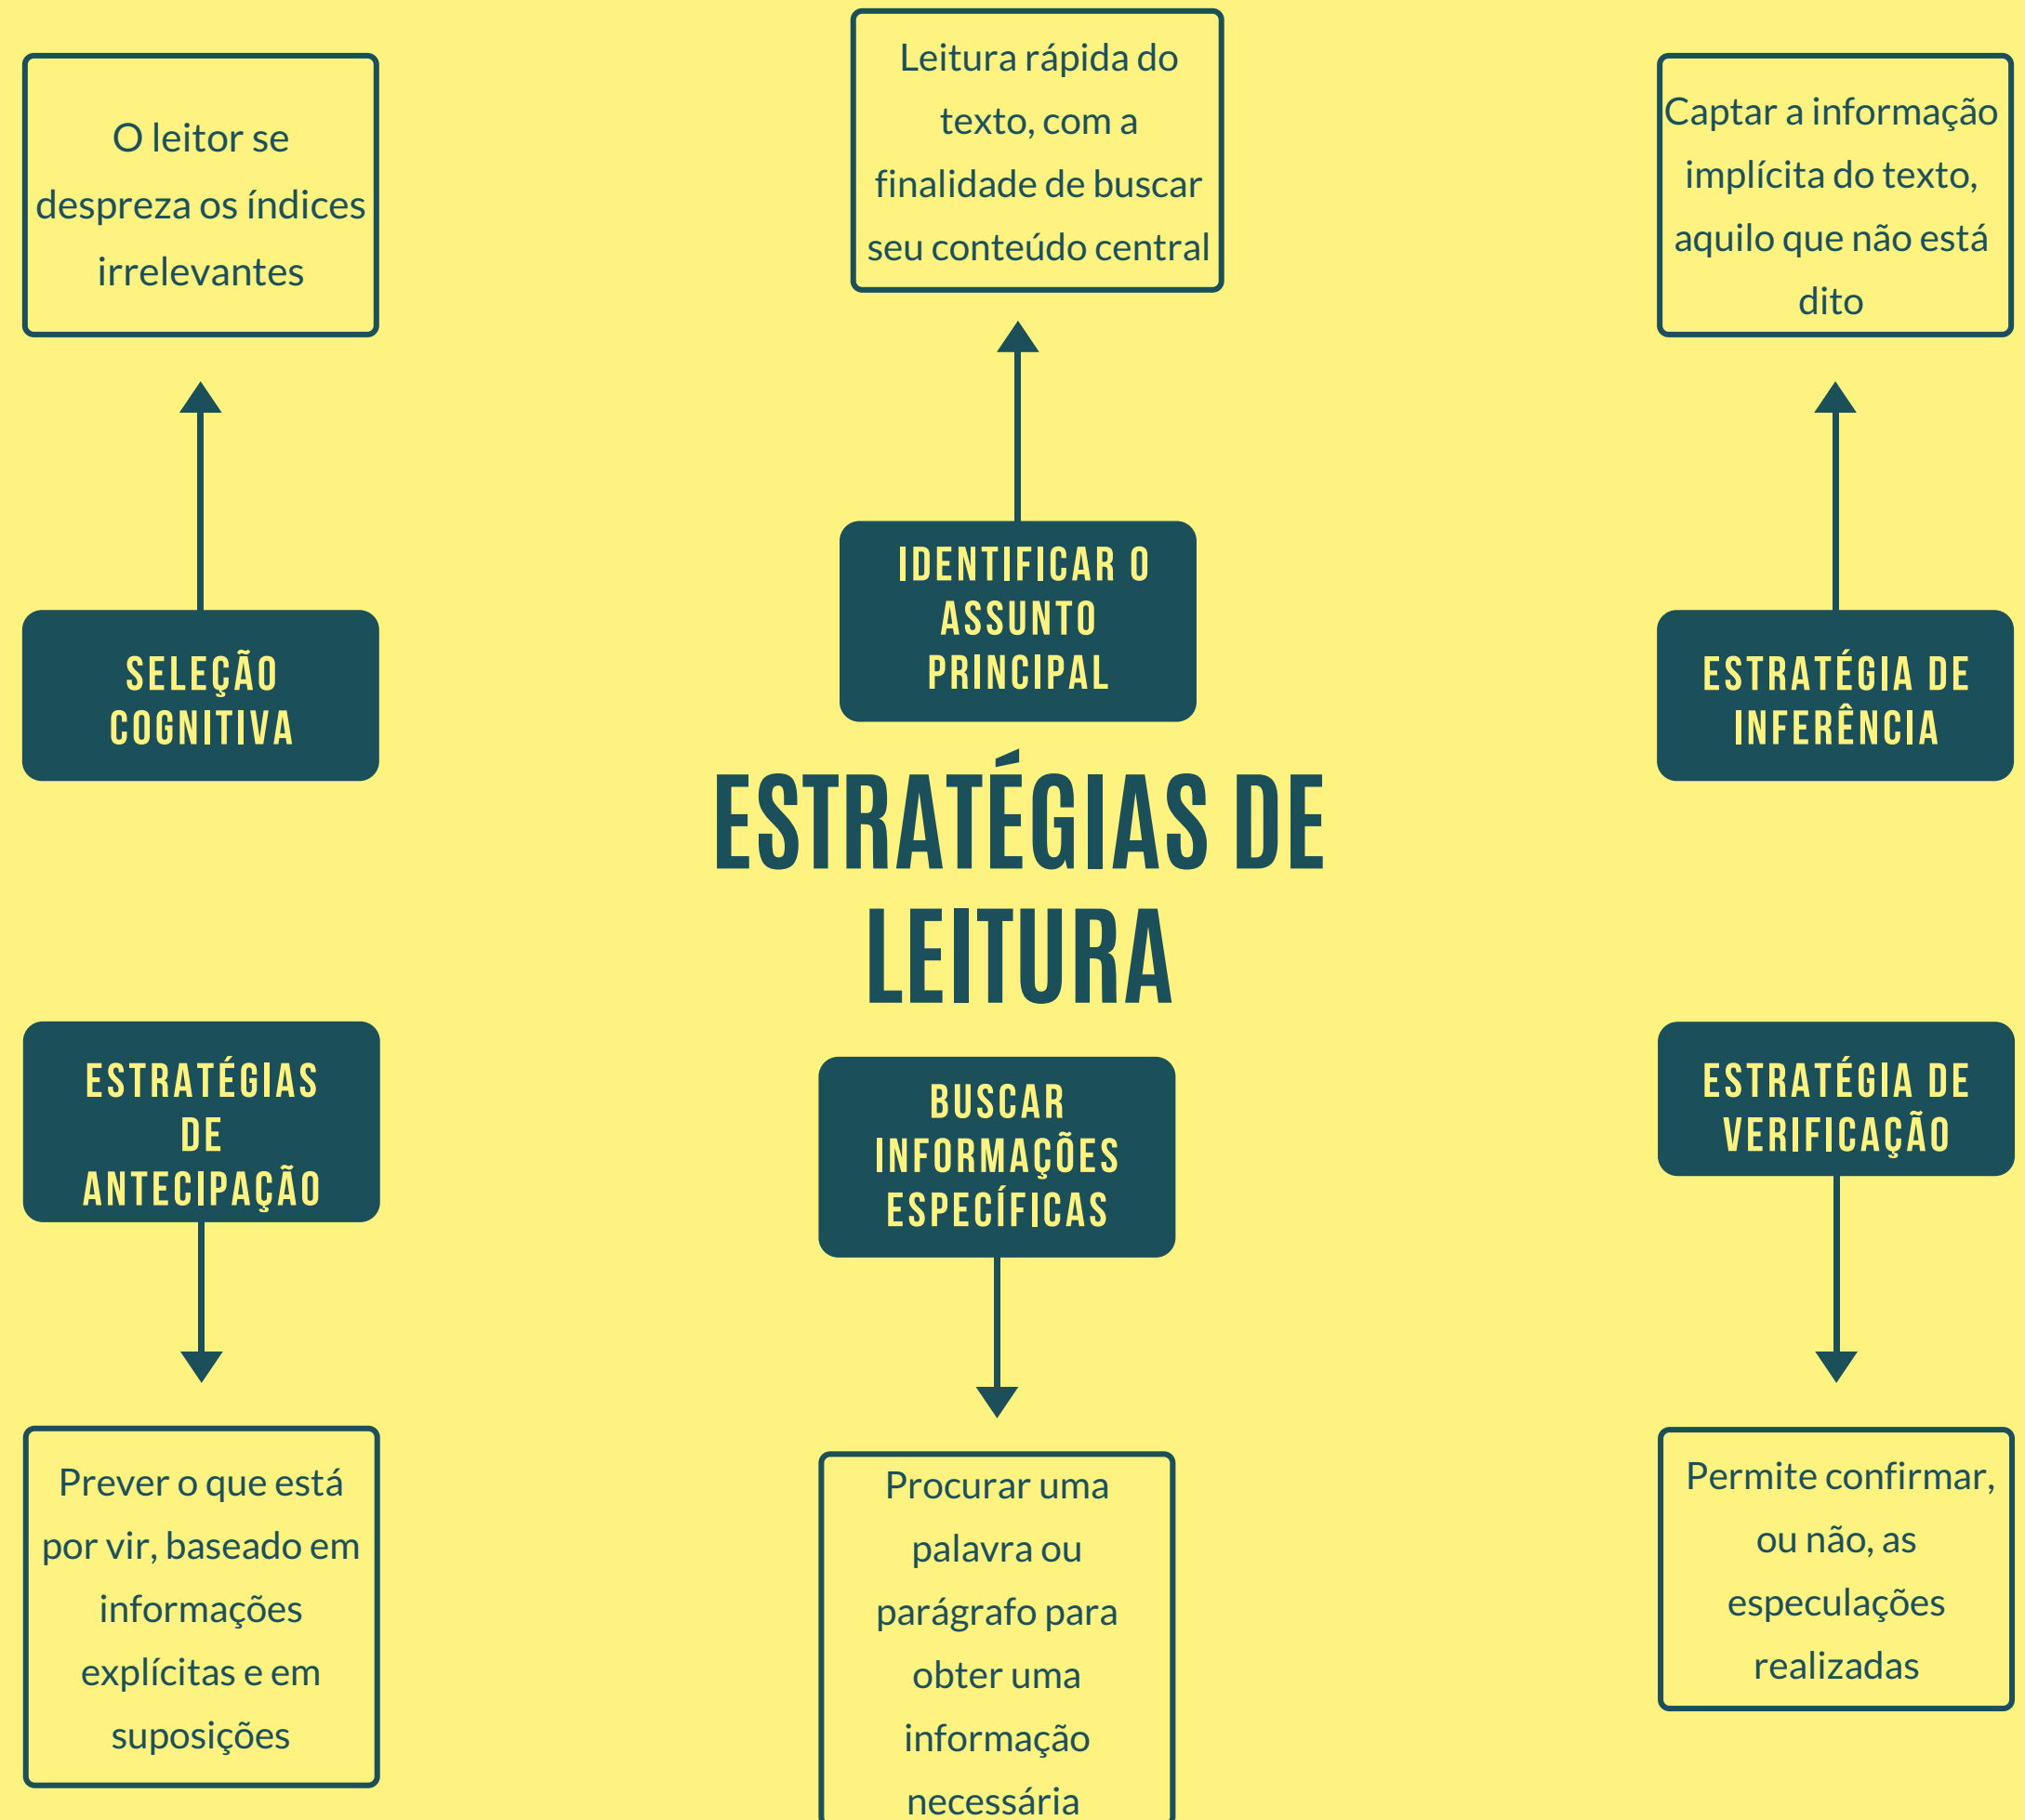 O leitor se
despreza os índices
irrelevantes
Leitura rápida do
texto, com a
finalidade de buscar
seu conteúdo central
Captar a informação
implícita do texto,
aquilo que não está
dito
SELEÇÃO
COGNITIVA
IDENTIFICAR O
ASSUNTO
PRINCIPAL
ESTRATÉGIA DE
INFERÊNCIA
ESTRATÉGIAS DE
LEITURA
ESTRATÉGIAS
DE
ANTECIPAÇÃO
BUSCAR
INFORMAÇÕES
ESPECÍFICAS
ESTRATÉGIA DE
VERIFICAÇÃO
Prever o que está
por vir, baseado em
informações
explícitas e em
suposições
Procurar uma
palavra ou
parágrafo para
obter uma
informação
necessária
Permite confirmar,
ou não, as
especulações
realizadas